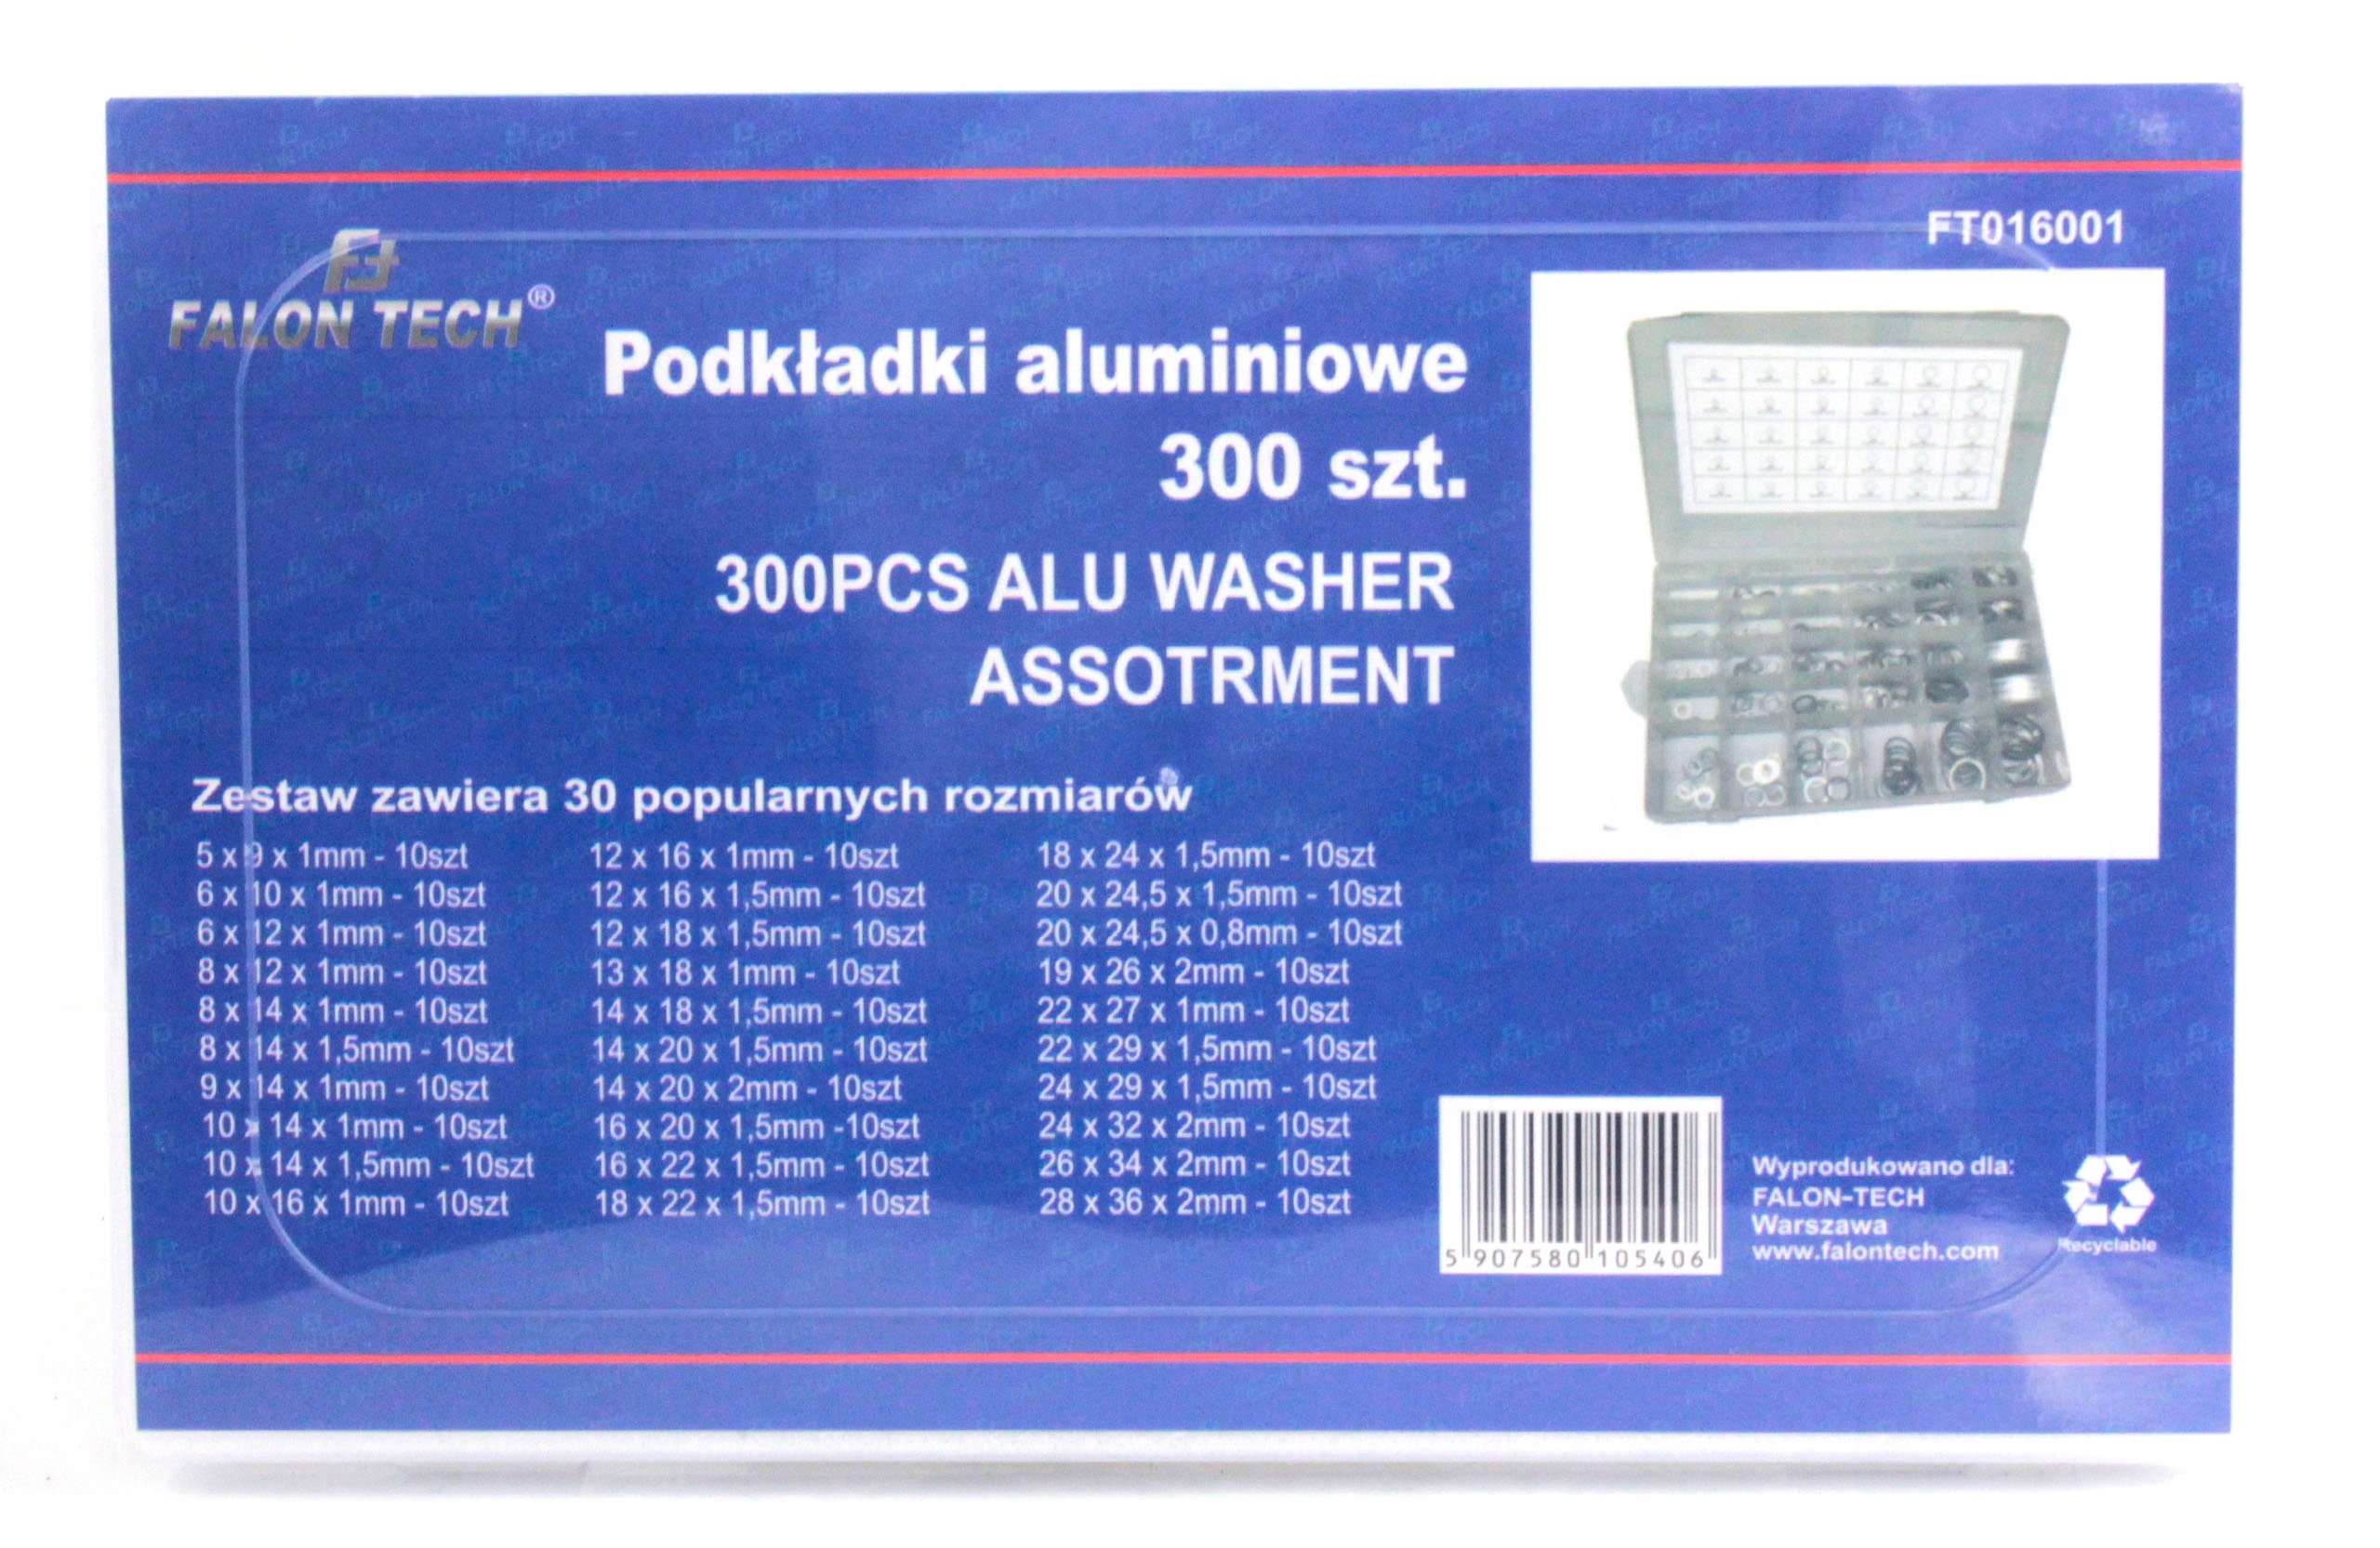 FT016001
FT
FALON TECH®
Podkładki aluminiowe
300 szt.
300PCS ALU WASHER
ASSOTRMENT
Zestaw zawiera 30 popularnych rozmiarów
5 x 9 x 1mm - 10szt
6 x 10 x 1mm - 10szt
6 x 12 x 1mm - 10szt
8 x 12 x 1mm - 10szt
8 x 14 x 1mm - 10szt
8 x 14 x 1,5mm - 10szt
9 x 14 x 1mm - 10szt
10 x 14 x 1mm - 10szt
10 x 14 x 1,5mm - 10szt
10 x 16 x 1mm - 10szt
12 x 16 x 1mm - 10szt
12 x 16 x 1,5mm - 10szt
12 x 18 x 1,5mm - 10szt
13 x 18 x 1mm - 10szt
14 x 18 x 1,5mm - 10szt
14 x 20 x 1,5mm - 10szt
14 x 20 x 2mm - 10szt
16 x 20 x 1,5mm -10szt
16 x 22 x 1,5mm - 10szt
18 x 22 x 1,5mm - 10szt
18 x 24 x 1,5mm - 10szt
20 x 24,5 x 1,5mm - 10szt
20 x 24,5 x 0,8mm - 10szt
19 x 26 x 2mm - 10szt
22 x 27 x 1mm - 10szt
22 x 29 x 1,5mm - 10szt
24 x 29 x 1,5mm - 10szt
24 x 32 x 2mm - 10szt
26 x 34 x 2mm - 10szt
28 x 36 x 2mm - 10szt
5 907580 105406
Wyprodukowano dla:
FALON-TECH
Warszawa
www.falontech.com
Recyclable